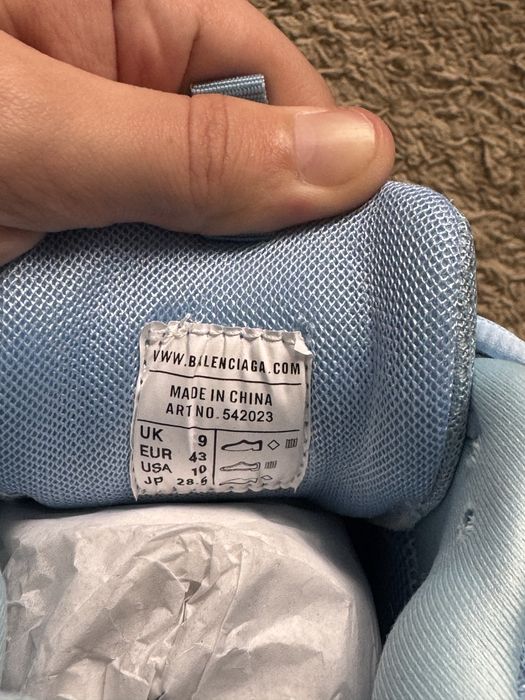 WWW.BALENCIAGA.COM
MADE IN CHINA
ART NO. 542023
UK 9
EUR 43
USA 10
JP 28.5